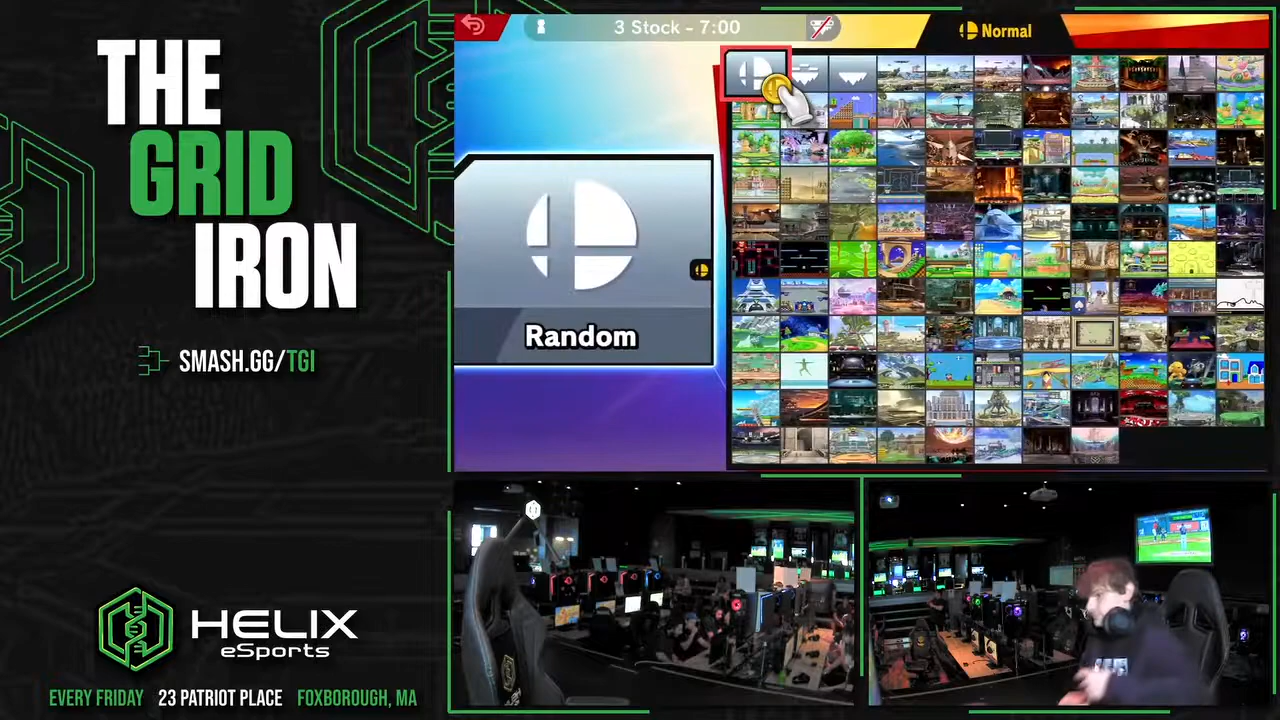 THE
GRID
IRON
SMASH.GG/TGI
HELIX
eSports
EVERY FRIDAY 23 PATRIOT PLACE FOXBOROUGH, MA
3 Stock - 7:00
Normal
Random